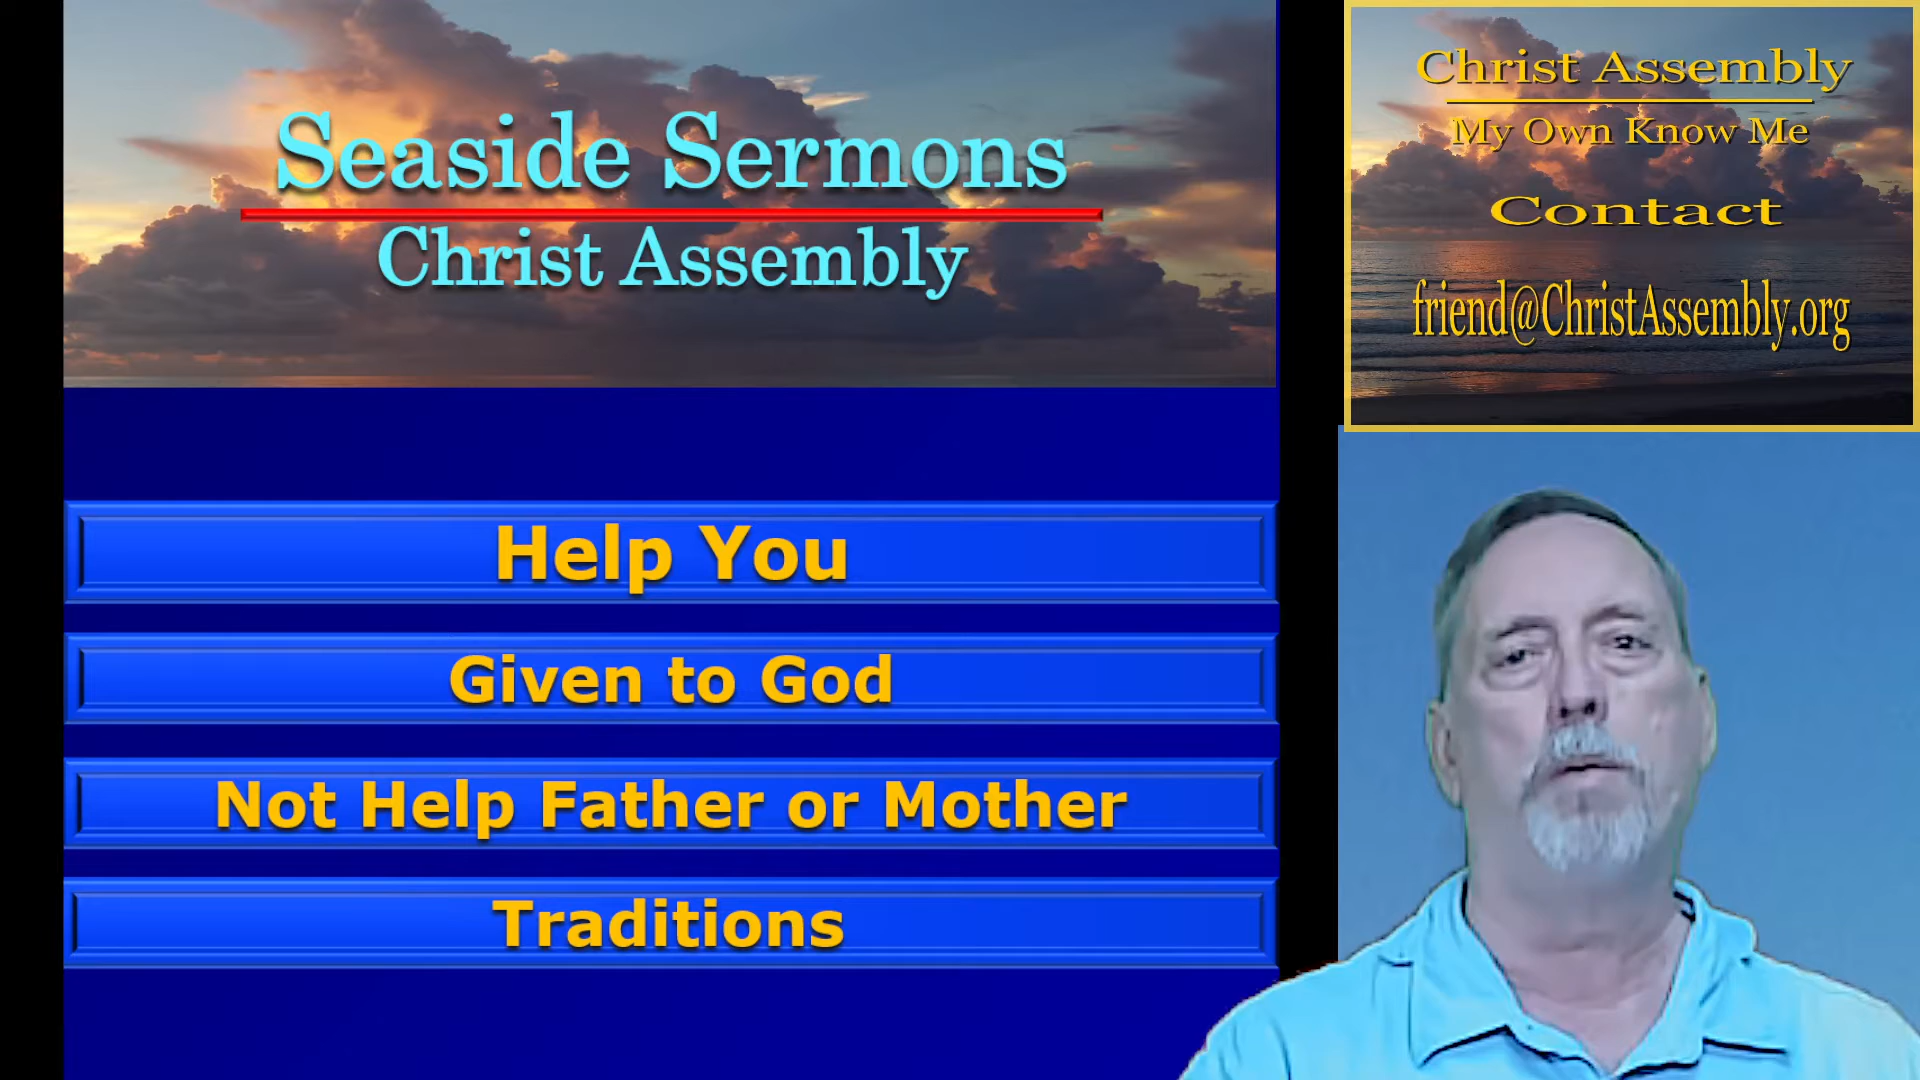 Seaside Sermons
Christ Assembly
Help You
Given to God
Not Help Father or Mother
Traditions
Christ Assembly
My Own Know Me
Contact
friend@ChristAssembly.org